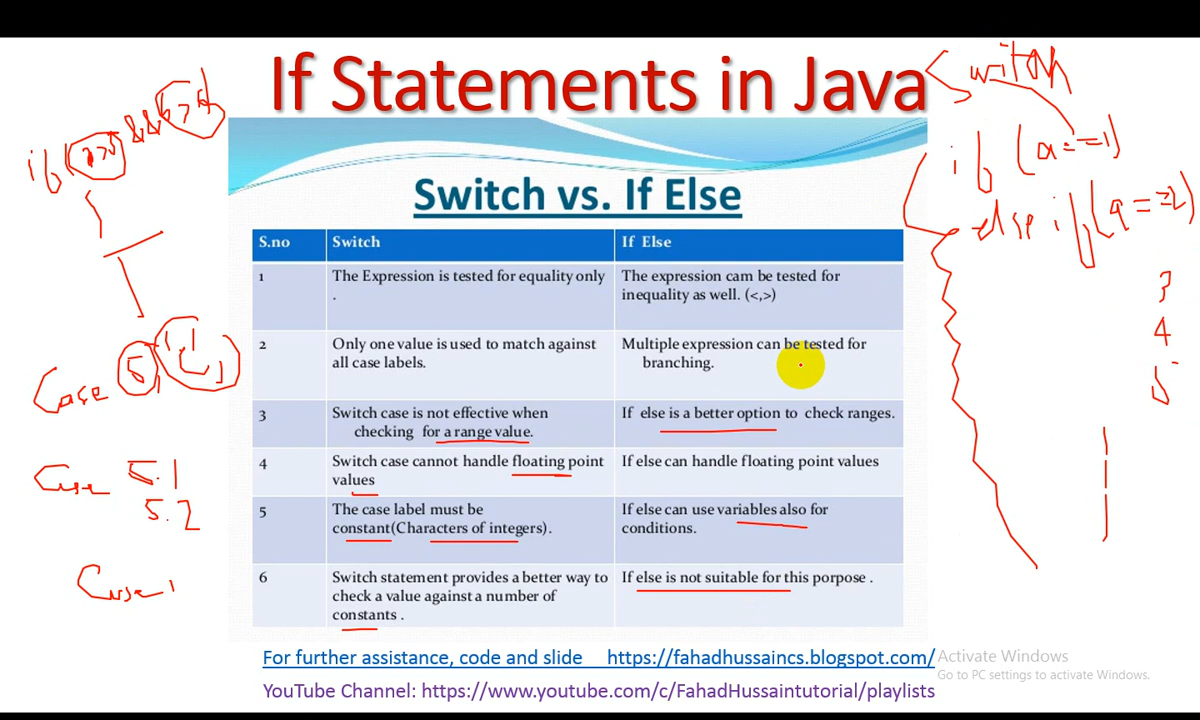 If Statements in Java
Switch vs. If Else
S.no Switch If Else
1 The Expression is tested for equality only
.
The expression cam be tested for
inequality as well. (<,>)
2 Only one value is used to match against
all case labels.
Multiple expression can be tested for
branching.
3 Switch case is not effective when
checking for a range value.
If else is a better option to check ranges.
4 Switch case cannot handle floating point
values
If else can handle floating point values
5 The case label must be
constant(Characters of integers).
If else can use variables also for
conditions.
6 Switch statement provides a better way to
check a value against a number of
constants .
If else is not suitable for this porpose .
For further assistance, code and slide https://fahadhussaincs.blogspot.com/
YouTube Channel: https://www.youtube.com/c/FahadHussaintutorial/playlists
Activate Windows
Go to PC settings to activate Windows.
Case 5
Case 5.1
5.2
Case
Switch
if (a==1)
else if (a==2)
3
4
5